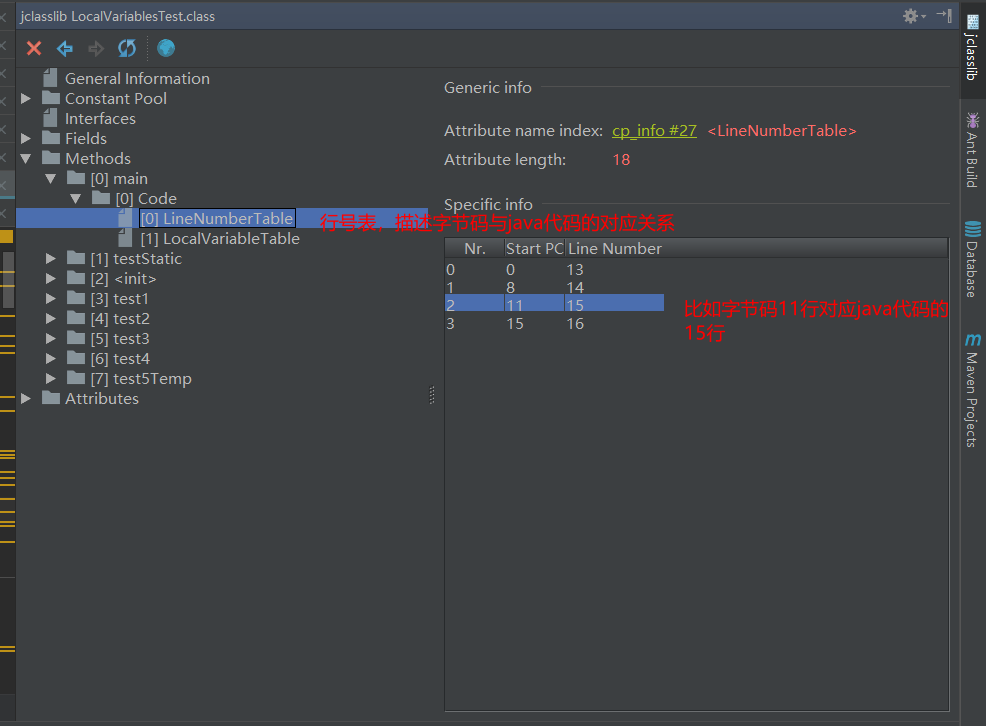 jclasslib LocalVariablesTest.class
General Information
Constant Pool
Interfaces
Fields
Methods
[0] main
[0] Code
[0] LineNumberTable
[1] LocalVariableTable
[1] testStatic
[2] <init>
[3] test1
[4] test2
[5] test3
[6] test4
[7] test5Temp
Attributes
Generic info
Attribute name index: cp_info #27 <LineNumberTable>
Attribute length: 18
Specific info
行号表，描述字节码与java代码的对应关系
Nr. Start PC Line Number
0 0 13
1 8 14
2 11 15
3 15 16
比如字节码11行对应java代码的
15行
jclasslib
Ant Build
Database
m Maven Projects